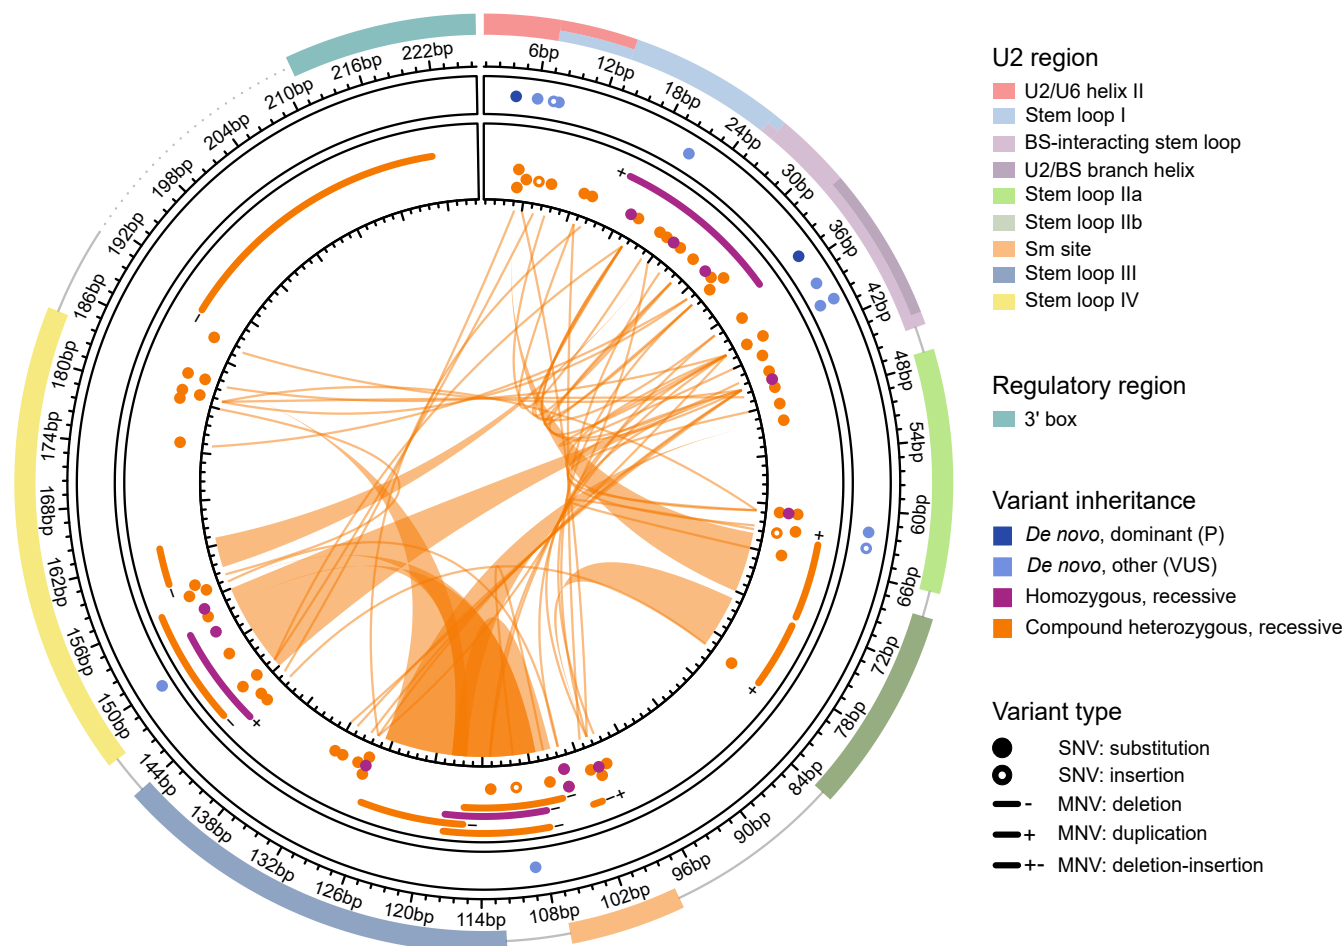 6bp
12bp
18bp
24bp
30bp
36bp
42bp
48bp
54bp
60bp
66bp
72bp
78bp
84bp
90bp
96bp
102bp
108bp
114bp
120bp
126bp
132bp
138bp
144bp
150bp
156bp
162bp
168bp
174bp
180bp
186bp
192bp
198bp
204bp
210bp
216bp
222bp
+
-
-
-
+
-
+
+
-
-
-
-+
U2 region
U2/U6 helix II
Stem loop I
BS-interacting stem loop
U2/BS branch helix
Stem loop IIa
Stem loop IIb
Sm site
Stem loop III
Stem loop IV
Regulatory region
3' box
Variant inheritance
De novo, dominant (P)
De novo, other (VUS)
Homozygous, recessive
Compound heterozygous, recessive
Variant type
SNV: substitution
SNV: insertion
- MNV: deletion
+ MNV: duplication
+- MNV: deletion-insertion